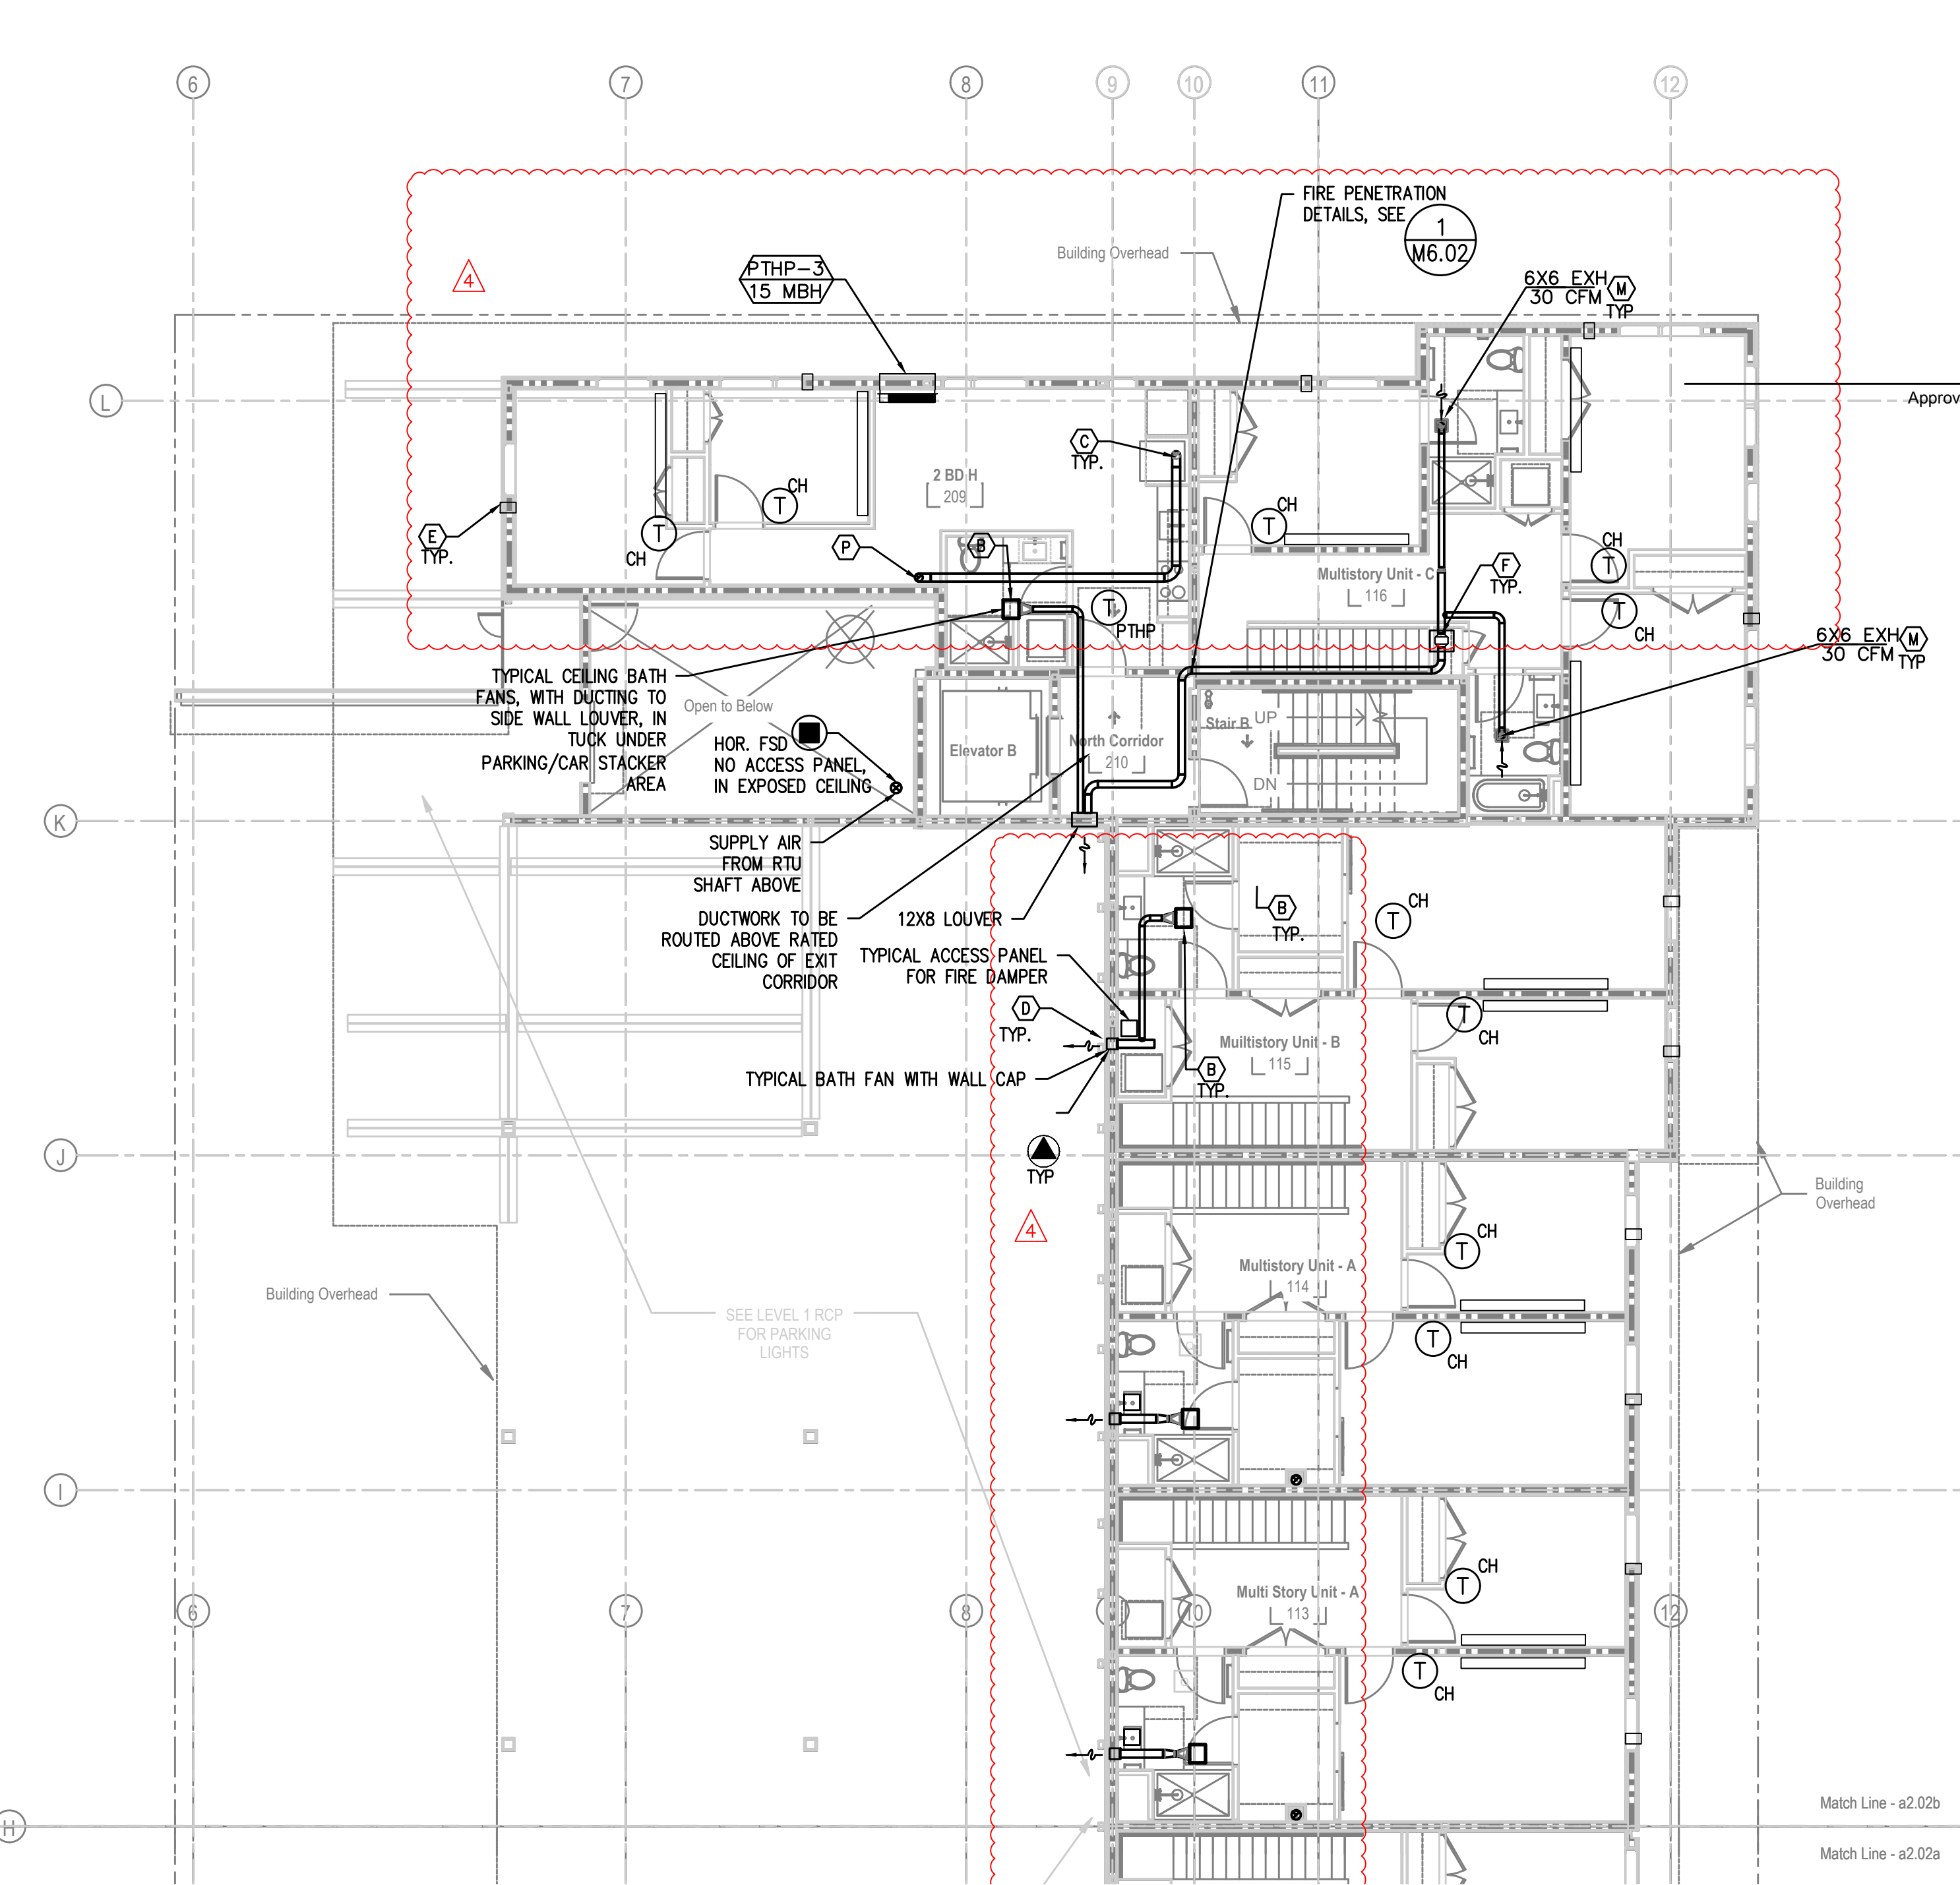 6
7
8
9
10
11
12
FIRE PENETRATION
DETAILS, SEE
1
M6.02
Building Overhead
4
PTHP-3
15 MBH
6X6 EXH
30 CFM
M
TYP
L
Approv
C
TYP.
2 BD H
209
CH
T
T
CH
E
TYP.
P
B
CH
T
Multistory Unit - C
116
F
TYP.
CH
T
T
CH
T
PTHP
6X6 EXH
30 CFM
M
TYP
TYPICAL CEILING BATH
FANS, WITH DUCTING TO
SIDE WALL LOUVER, IN
TUCK UNDER
PARKING/CAR STACKER
AREA
Open to Below
HOR. FSD
NO ACCESS PANEL,
IN EXPOSED CEILING
Elevator B
North Corridor
210
Stair B
UP
DN
K
SUPPLY AIR
FROM RTU
SHAFT ABOVE
DUCTWORK TO BE
ROUTED ABOVE RATED
CEILING OF EXIT
CORRIDOR
12X8 LOUVER
B
TYP.
T
CH
TYPICAL ACCESS PANEL
FOR FIRE DAMPER
D
TYP.
T
CH
Muiltistory Unit - B
115
B
TYP.
TYPICAL BATH FAN WITH WALL CAP
J
TYP
4
Building
Overhead
CH
T
Multistory Unit - A
114
Building Overhead
SEE LEVEL 1 RCP
FOR PARKING
LIGHTS
T
CH
I
CH
T
Multi Story Unit - A
113
6
7
8
10
12
T
CH
Match Line - a2.02b
H
Match Line - a2.02a